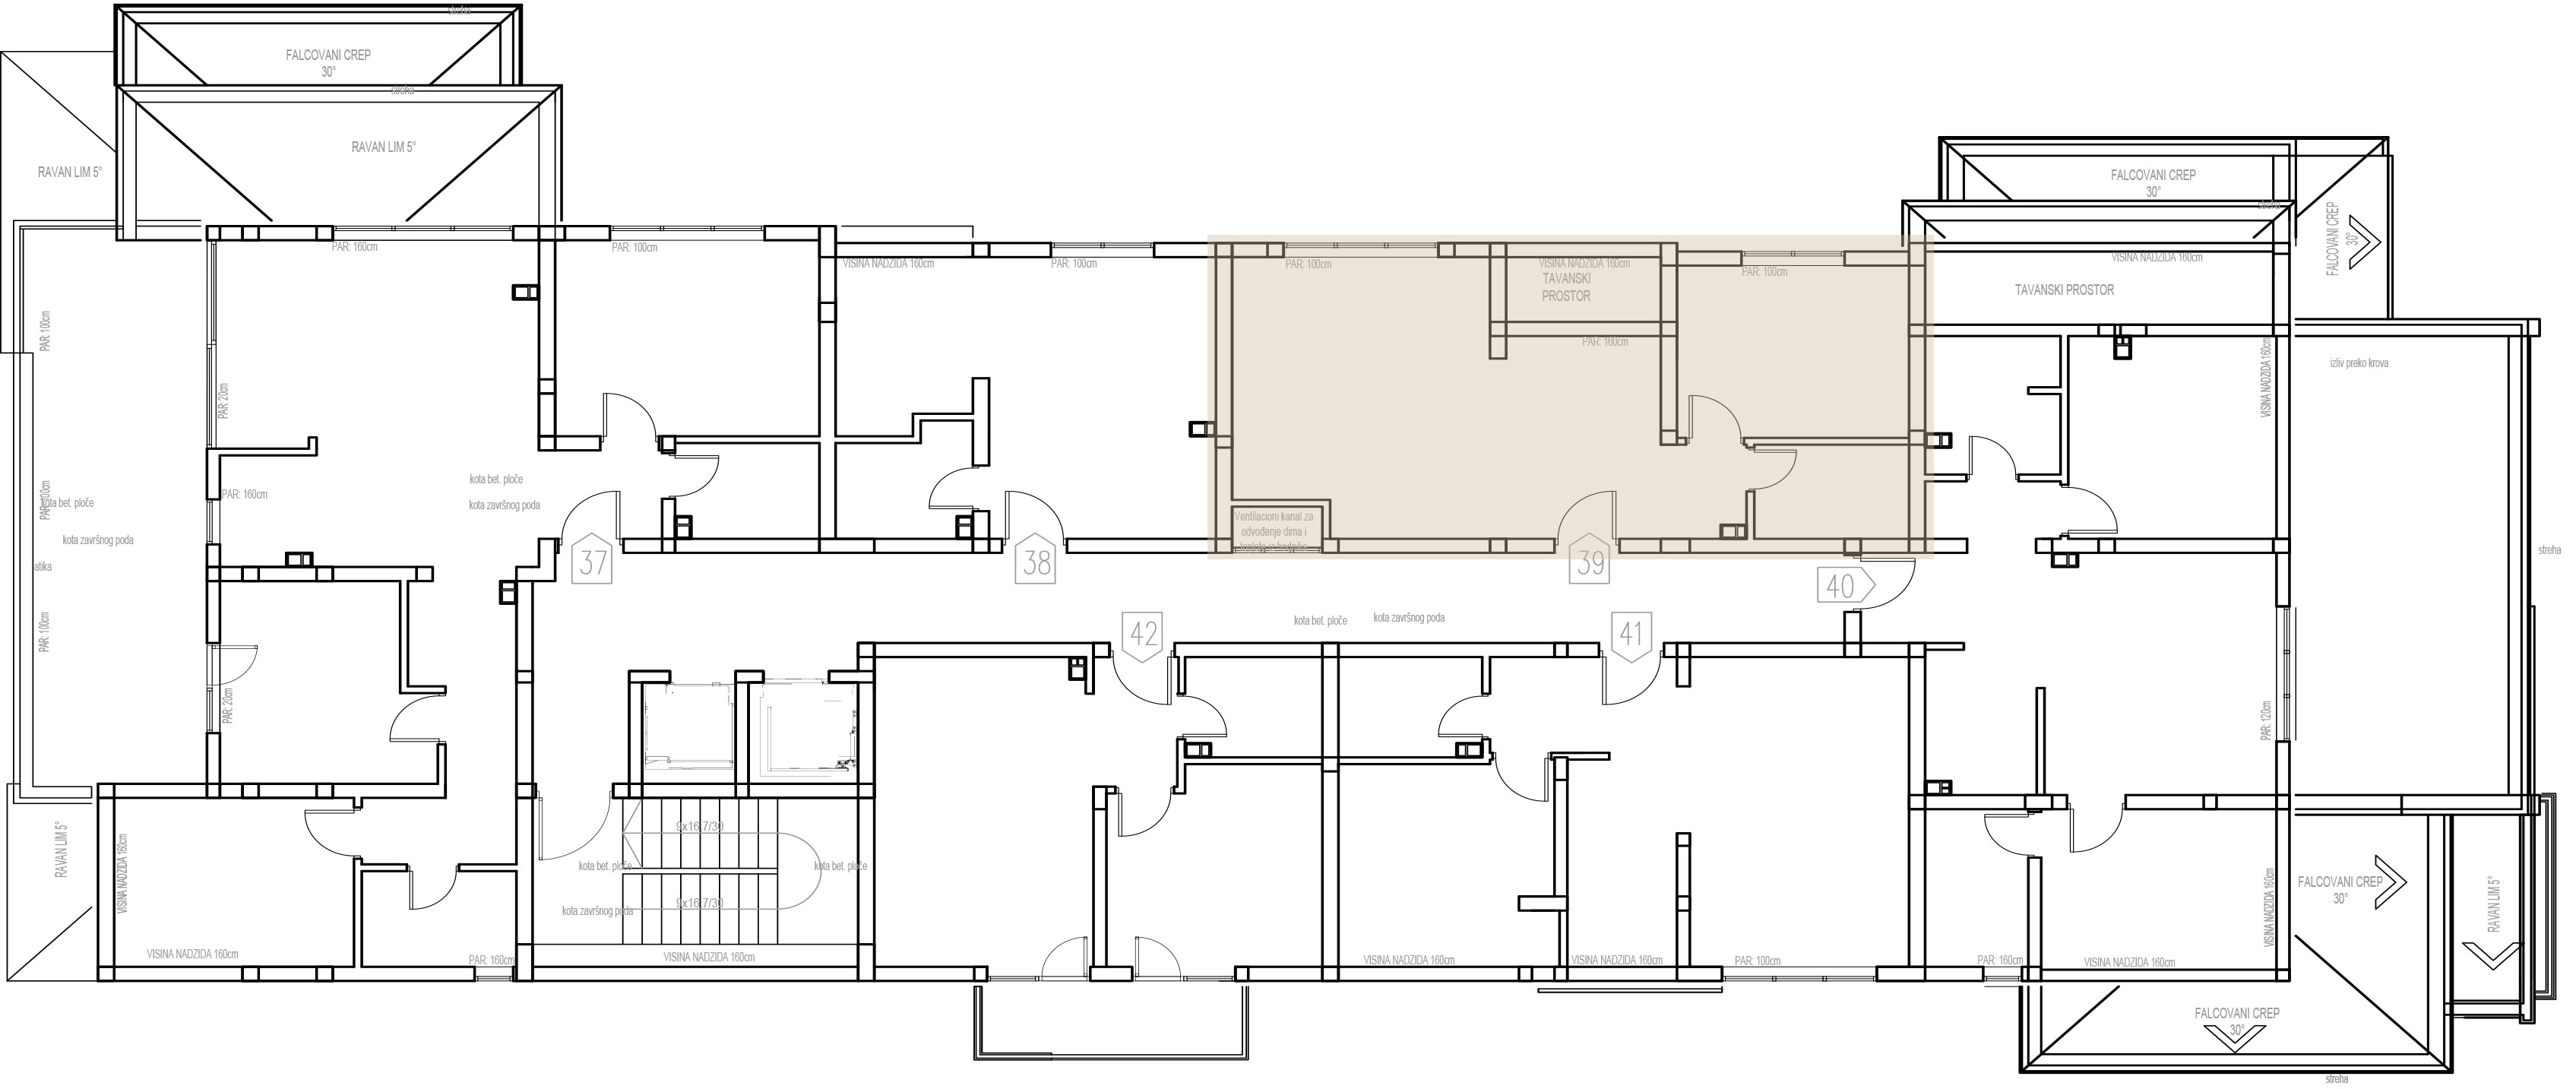 streha
FALCOVANI CREP
30°
streha
RAVAN LIM 5°
RAVAN LIM 5°
FALCOVANI CREP
30°
streha
FALCOVANI CREP
30°
PAR: 160cm
PAR: 100cm
VISINA NADZIDA 160cm
PAR: 100cm
PAR: 100cm
VISINA NADZIDA 160cm
TAVANSKI
PROSTOR
PAR: 100cm
VISINA NADZIDA 160cm
TAVANSKI PROSTOR
PAR: 100cm
PAR: 160cm
VISINA NADZIDA 160cm
izliv preko krova
PAR: 20cm
kota bet. ploče
kota završnog poda
PAR: 160cm
PAR: 100cm
kota bet. ploče
kota završnog poda
Ventilacioni kanal za
odvođenje dima i
37
38
39
40
streha
atika
PAR: 100cm
42
41
kota bet. ploče
kota završnog poda
PAR: 20cm
PAR: 120cm
9x16,7/30
kota bet. ploče
kota bet. ploče
9x16,7/30
kota završnog poda
RAVAN LIM 5°
VISINA NADZIDA 160cm
VISINA NADZIDA 160cm
PAR: 160cm
VISINA NADZIDA 160cm
VISINA NADZIDA 160cm
VISINA NADZIDA 160cm
PAR: 100cm
PAR: 160cm
VISINA NADZIDA 160cm
VISINA NADZIDA 160cm
FALCOVANI CREP
30°
RAVAN LIM 5°
FALCOVANI CREP
30°
streha